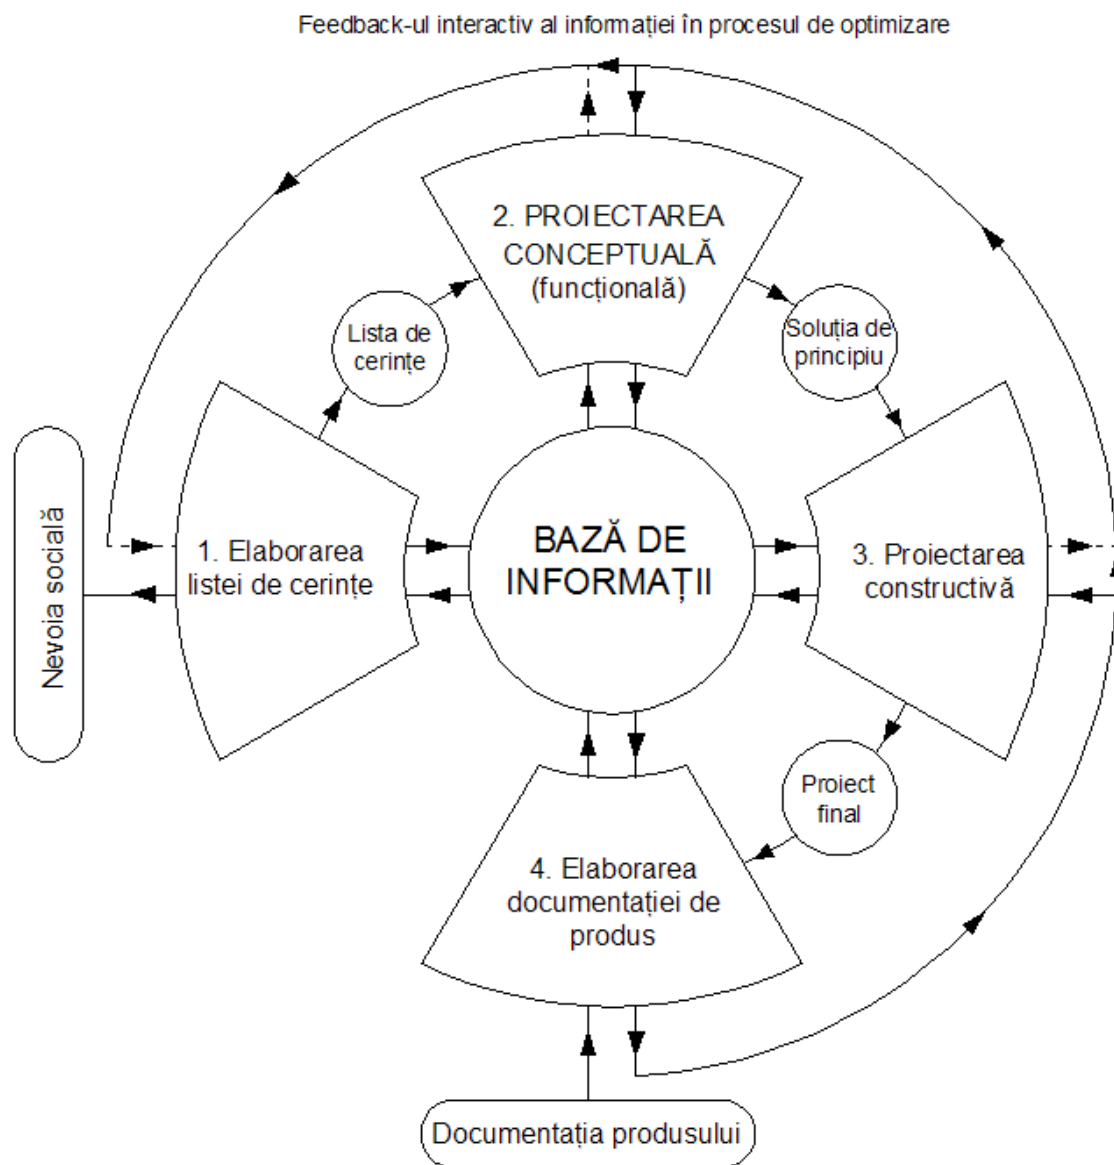 Feedback-ul interactiv al informației în procesul de optimizare
2. PROIECTAREA
CONCEPTUALĂ
(funcțională)
Lista de
cerințe
Soluția de
principiu
Nevoia socială
1. Elaborarea
listei de cerințe
BAZĂ DE
INFORMAȚII
3. Proiectarea
constructivă
Proiect
final
4. Elaborarea
documentației de
produs
Documentația produsului